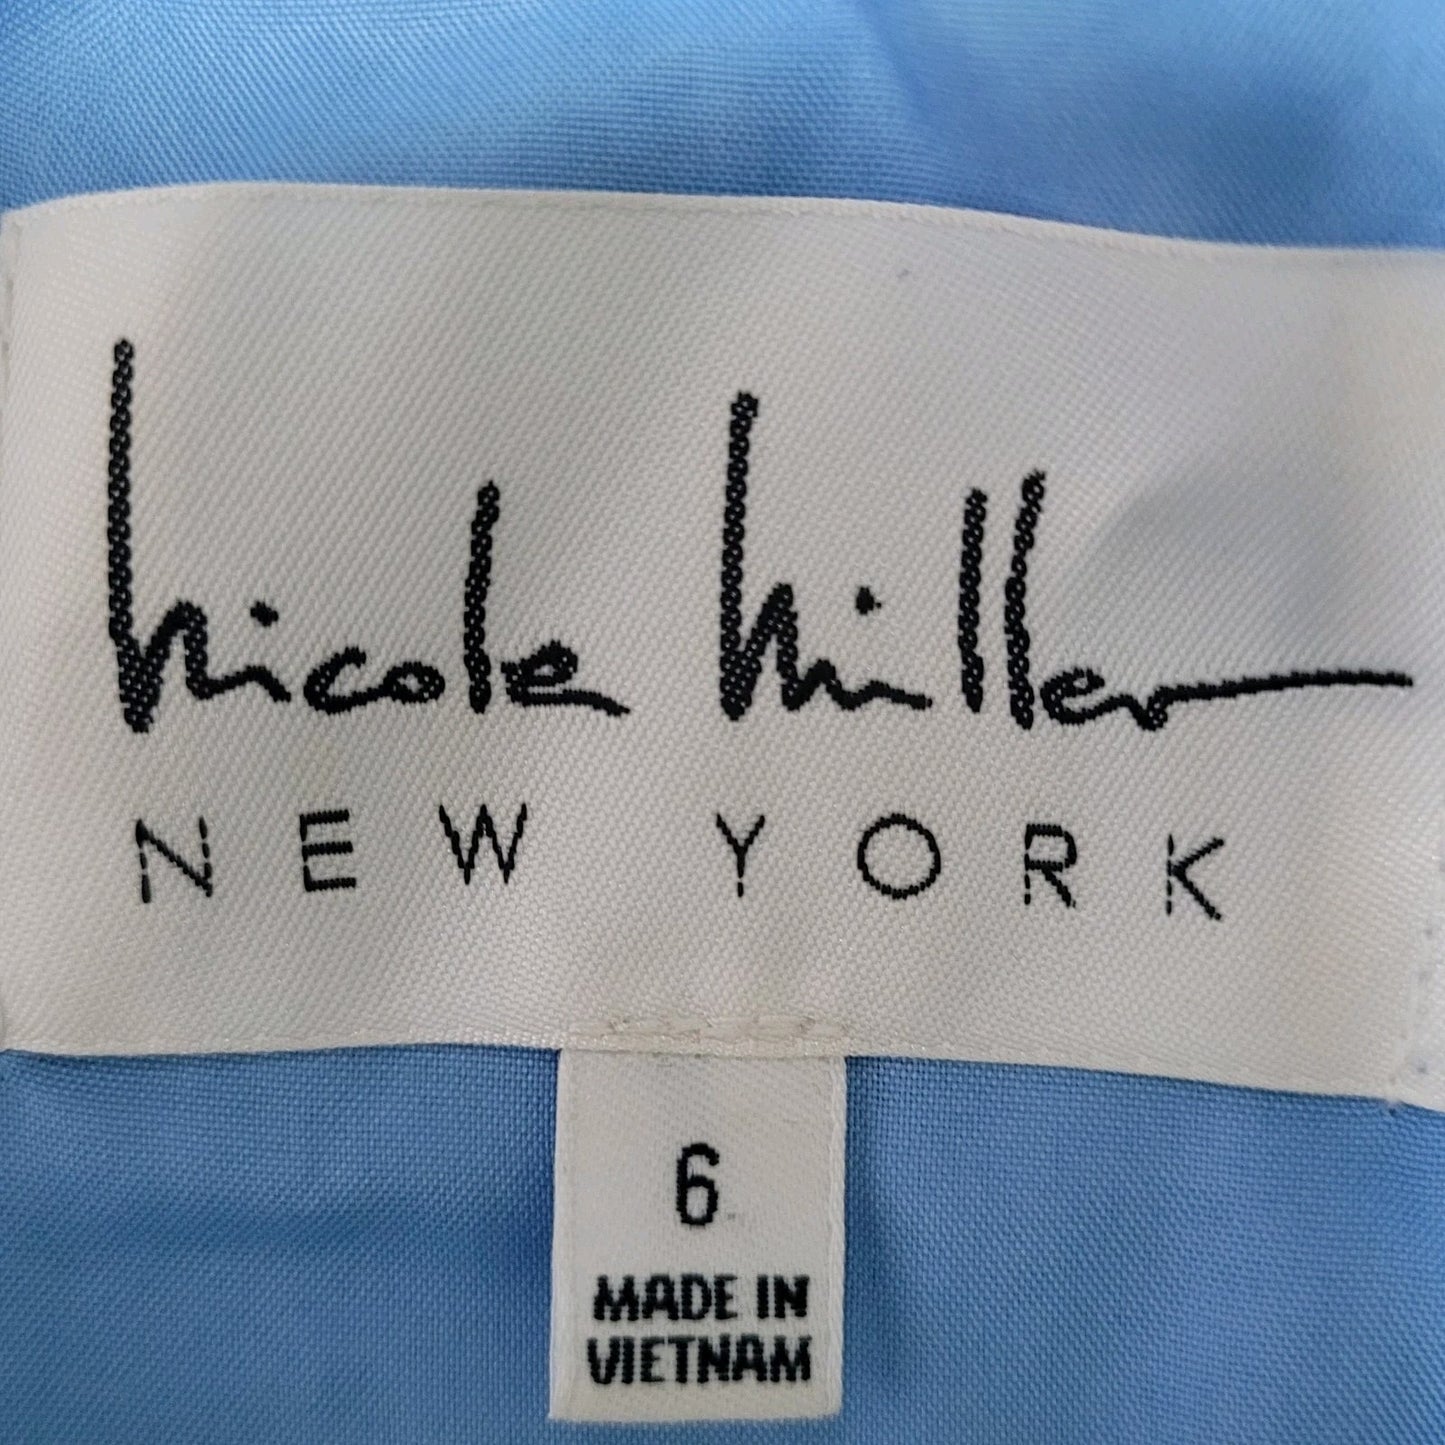 Nicole Miller
NEW YORK
6
MADE IN
VIETNAM